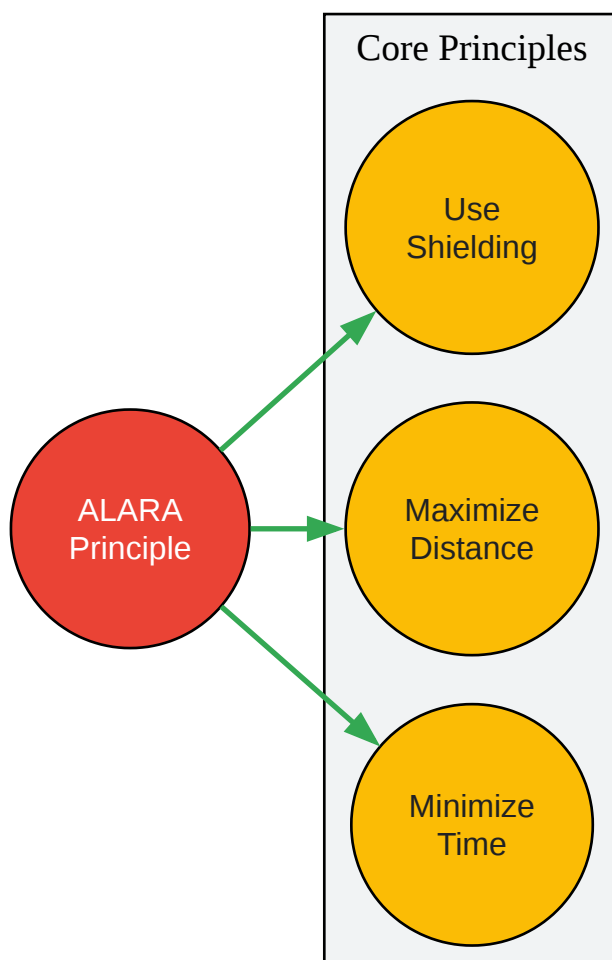 Core Principles
Use
Shielding
ALARA
Principle
Maximize
Distance
Minimize
Time